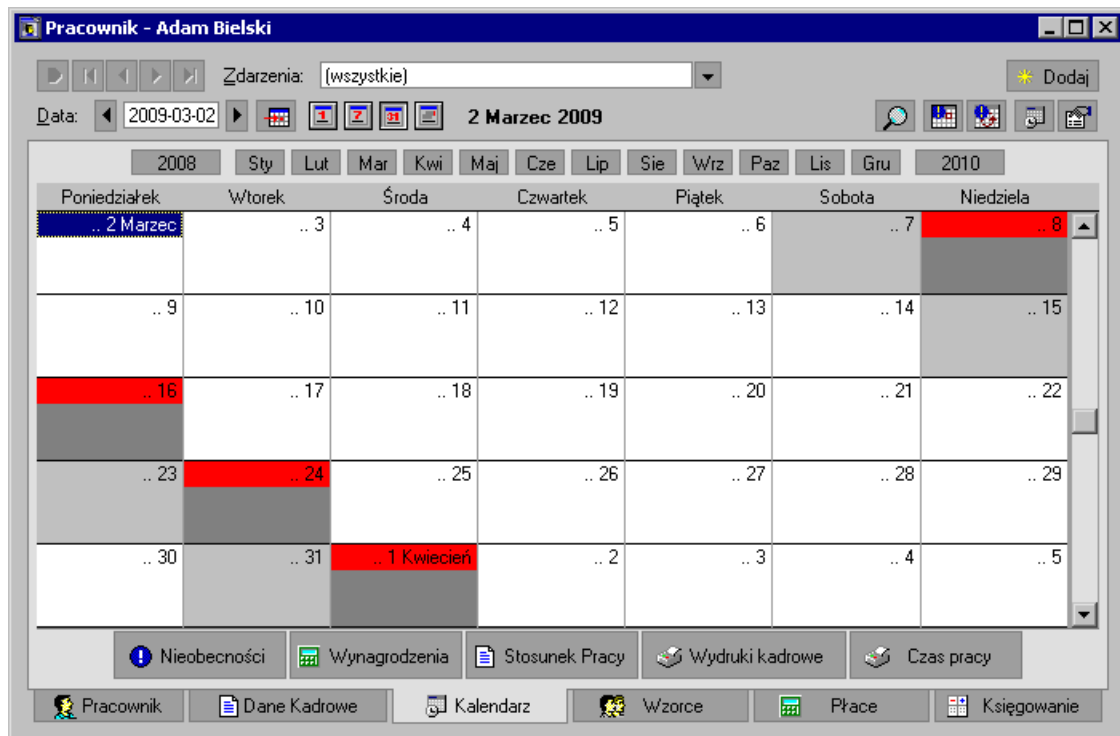 Pracownik - Adam Bielski
Zdarzenia: (wszystkie) Dodaj
Data: 2009-03-02 1 7 31 2 Marzec 2009
2008 Sty Lut Mar Kwi Maj Cze Lip Sie Wrz Paz Lis Gru 2010
Poniedziałek Wtorek Środa Czwartek Piątek Sobota Niedziela
.. 2 Marzec .. 3 .. 4 .. 5 .. 6 .. 7 .. 8
.. 9 .. 10 .. 11 .. 12 .. 13 .. 14 .. 15
.. 16 .. 17 .. 18 .. 19 .. 20 .. 21 .. 22
.. 23 .. 24 .. 25 .. 26 .. 27 .. 28 .. 29
.. 30 .. 31 .. 1 Kwiecień .. 2 .. 3 .. 4 .. 5
Nieobecności Wynagrodzenia Stosunek Pracy Wydruki kadrowe Czas pracy
Pracownik Dane Kadrowe Kalendarz Wzorce Płace Księgowanie